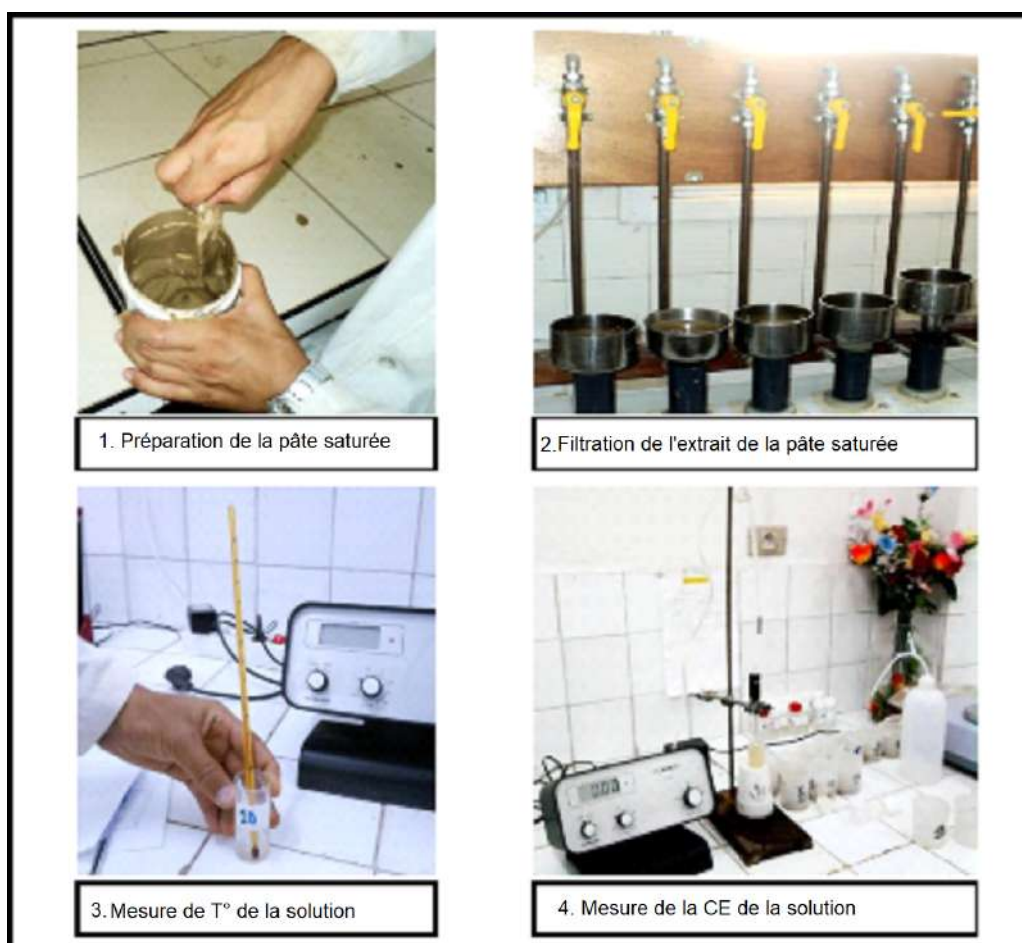 1. Préparation de la pâte saturée
2.Filtration de l'extrait de la pâte saturée
3. Mesure de T° de la solution
4. Mesure de la CE de la solution